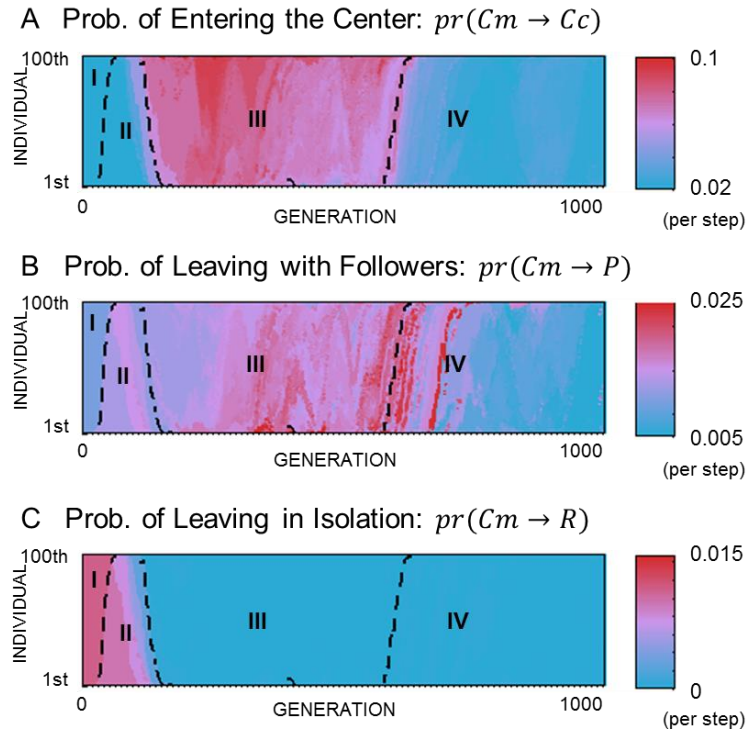 A Prob. of Entering the Center: pr(Cm → Cc)
100th
INDIVIDUAL
1st
I
II
III
IV
0
GENERATION
1000
0.1
0.02
(per step)
B Prob. of Leaving with Followers: pr(Cm → P)
100th
INDIVIDUAL
1st
I
II
III
IV
0
GENERATION
1000
0.025
0.005
(per step)
C Prob. of Leaving in Isolation: pr(Cm → R)
100th
INDIVIDUAL
1st
I
II
III
IV
0
GENERATION
1000
0.015
0
(per step)